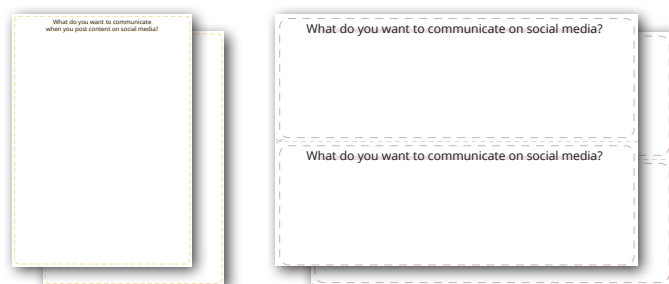 What do you want to communicate
when you post content on social media?
What do you want to communicate on social media?
What do you want to communicate on social media?